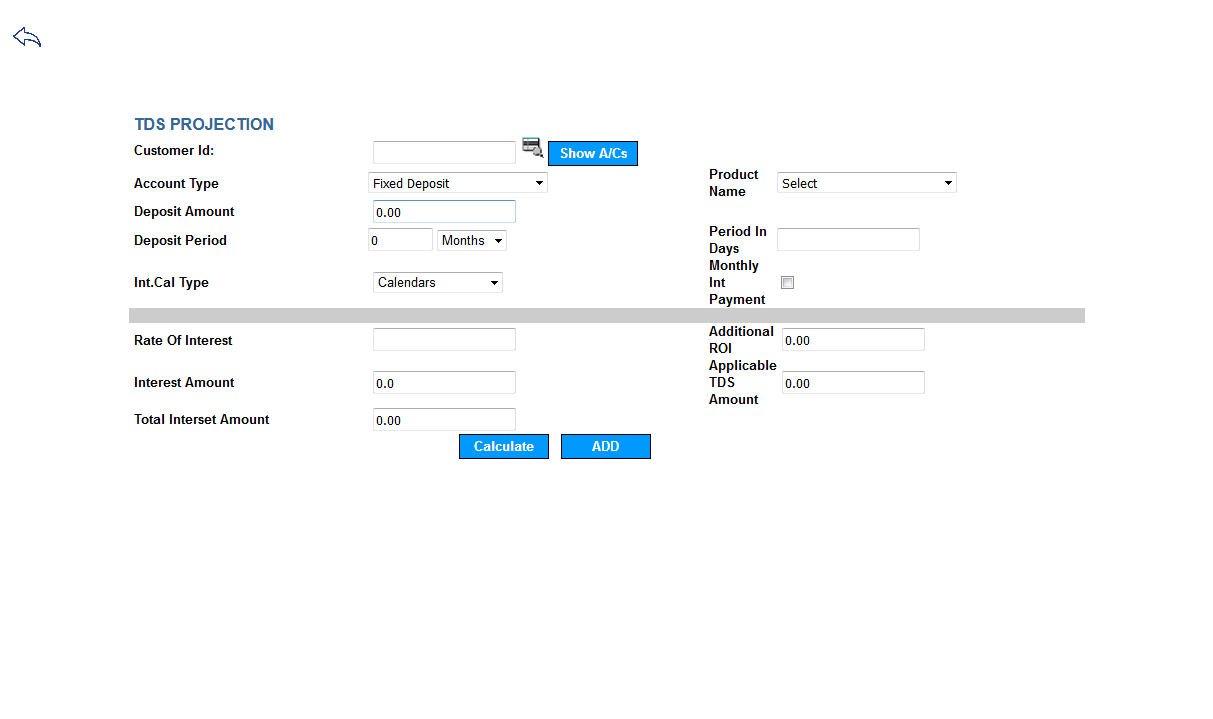 TDS PROJECTION
Customer Id:
Show A/Cs
Account Type
Fixed Deposit
Product
Name
Select
Deposit Amount
0.00
Deposit Period
0
Months
Period In
Days
Int.Cal Type
Calendars
Monthly
Int
Payment
Rate Of Interest
Additional
ROI
0.00
Interest Amount
0.0
Applicable
TDS
Amount
0.00
Total Interset Amount
0.00
Calculate
ADD